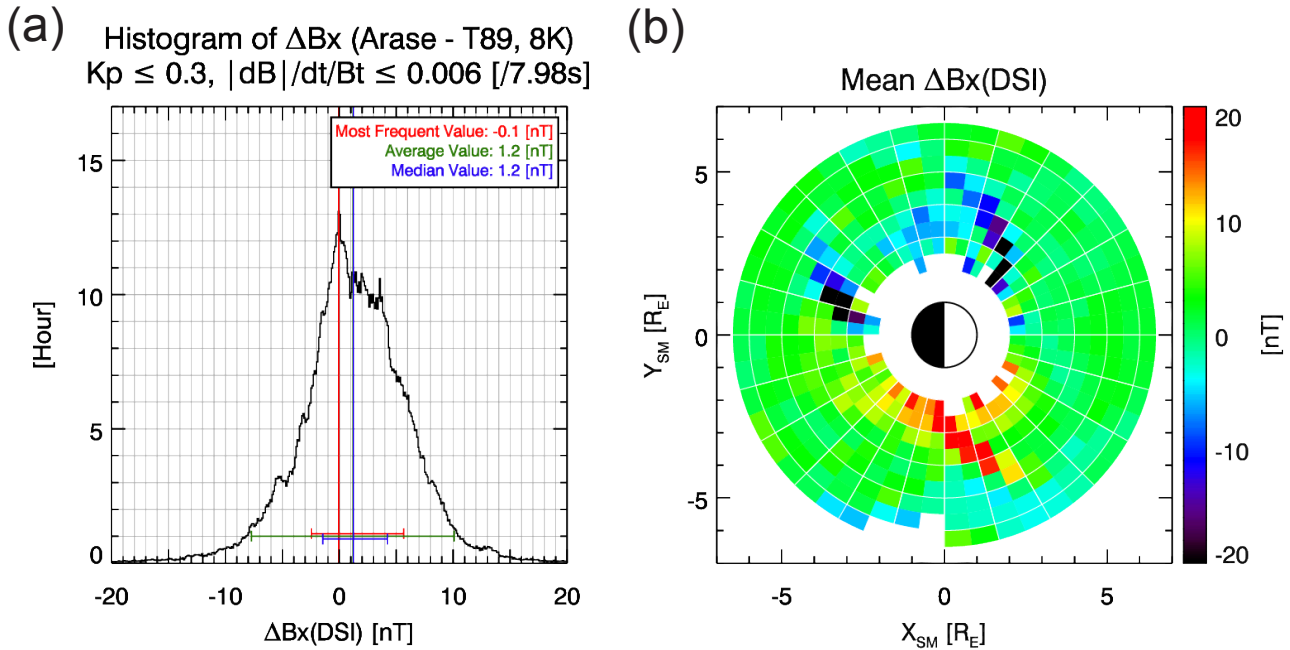 (a)
Histogram of ΔBx (Arase - T89, 8K)
Kp ≤ 0.3, |dB|/dt/Bt ≤ 0.006 [/7.98s]
Most Frequent Value: -0.1 [nT]
Average Value: 1.2 [nT]
Median Value: 1.2 [nT]
15
10
5
0
[Hour]
-20
-10
0
10
20
ΔBx(DSI) [nT]
(b)
Mean ΔBx(DSI)
5
0
-5
Y_SM [R_E]
-5
0
5
X_SM [R_E]
20
10
0
-10
-20
[nT]